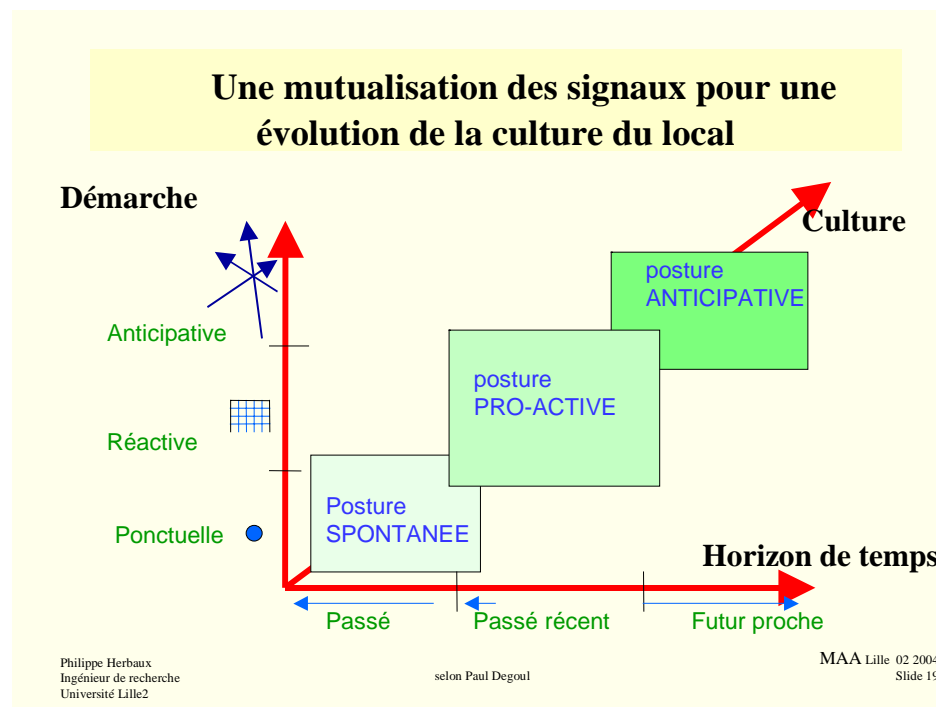 Une mutualisation des signaux pour une
évolution de la culture du local
Démarche
Culture
posture
ANTICIPATIVE
Anticipative
posture
PRO-ACTIVE
Réactive
Posture
SPONTANEE
Ponctuelle
Horizon de temps
Passé
Passé récent
Futur proche
Philippe Herbaux
Ingénieur de recherche
Université Lille2
selon Paul Degoul
MAA Lille 02 2004
Slide 19